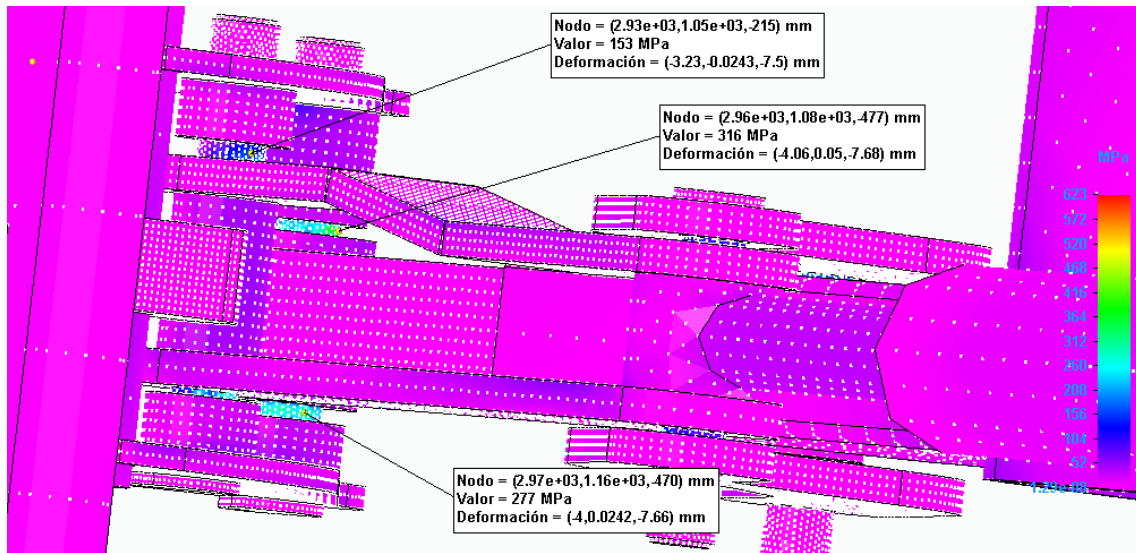 Nodo = (2.93e+03,1.05e+03,-215) mm
Valor = 153 MPa
Deformación = (-3.23,-0.0243,-7.5) mm
Nodo = (2.96e+03,1.08e+03,-477) mm
Valor = 316 MPa
Deformación = (-4.06,0.05,-7.68) mm
MPa
623
572
520
468
416
364
312
260
208
156
104
52
1.29e-08
Nodo = (2.97e+03,1.16e+03,-470) mm
Valor = 277 MPa
Deformación = (-4,0.0242,-7.66) mm